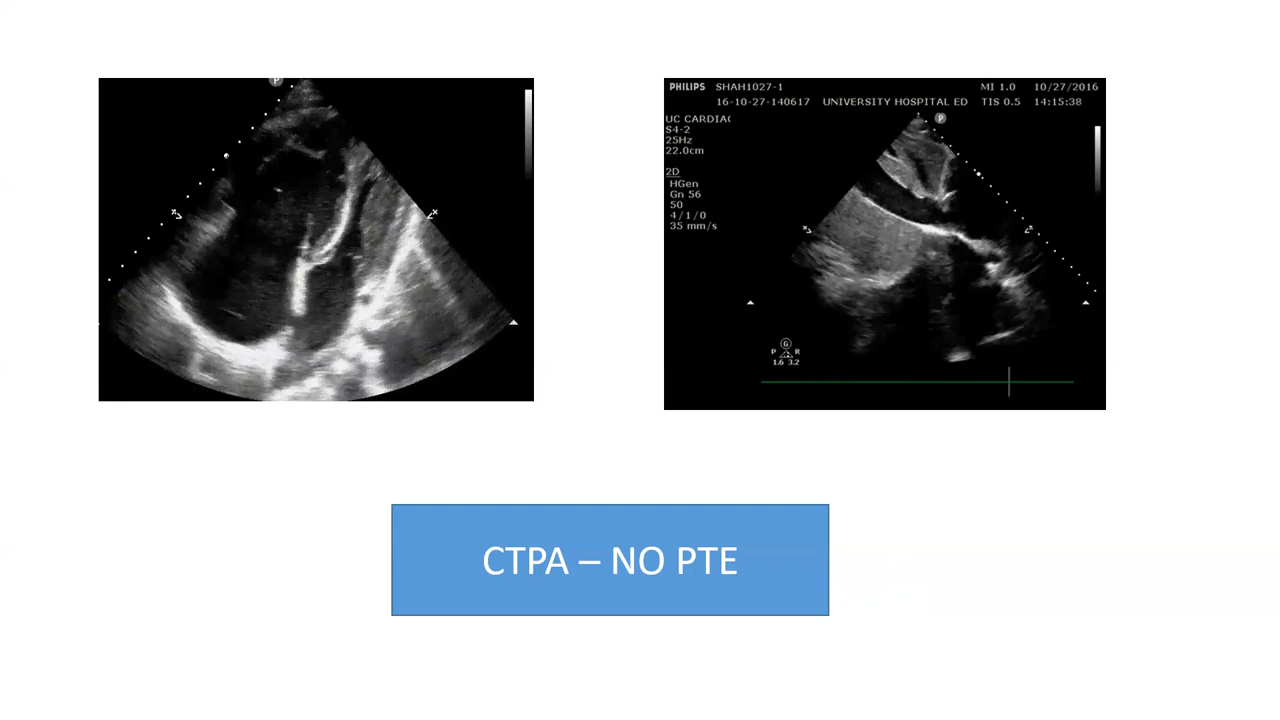 P
PHILIPS SHAH1027-1 MI 1.0 10/27/2016
16-10-27-140617 UNIVERSITY HOSPITAL ED TIS 0.5 14:15:38
UC CARDIAC
S4-2
25Hz
22.0cm
2D
HGen
Gn 56
50
4/1/0
35 mm/s
P
G
P R
1.6 3.2
CTPA – NO PTE